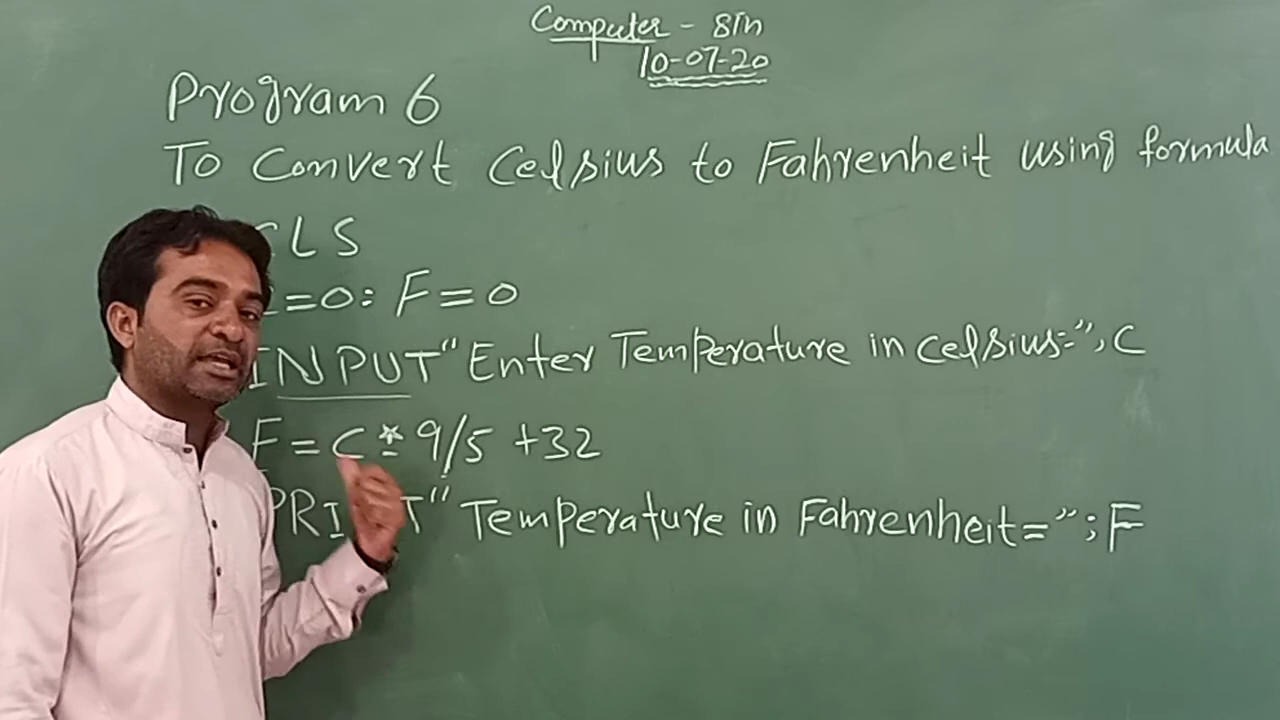 Computer - 8Th
10-07-20
Program 6
To Convert Celsius to Fahrenheit using formula
CLS
C=0: F=0
INPUT "Enter Temperature in celsius=", C
F = C * 9/5 +32
PRINT "Temperature in Fahrenheit="; F